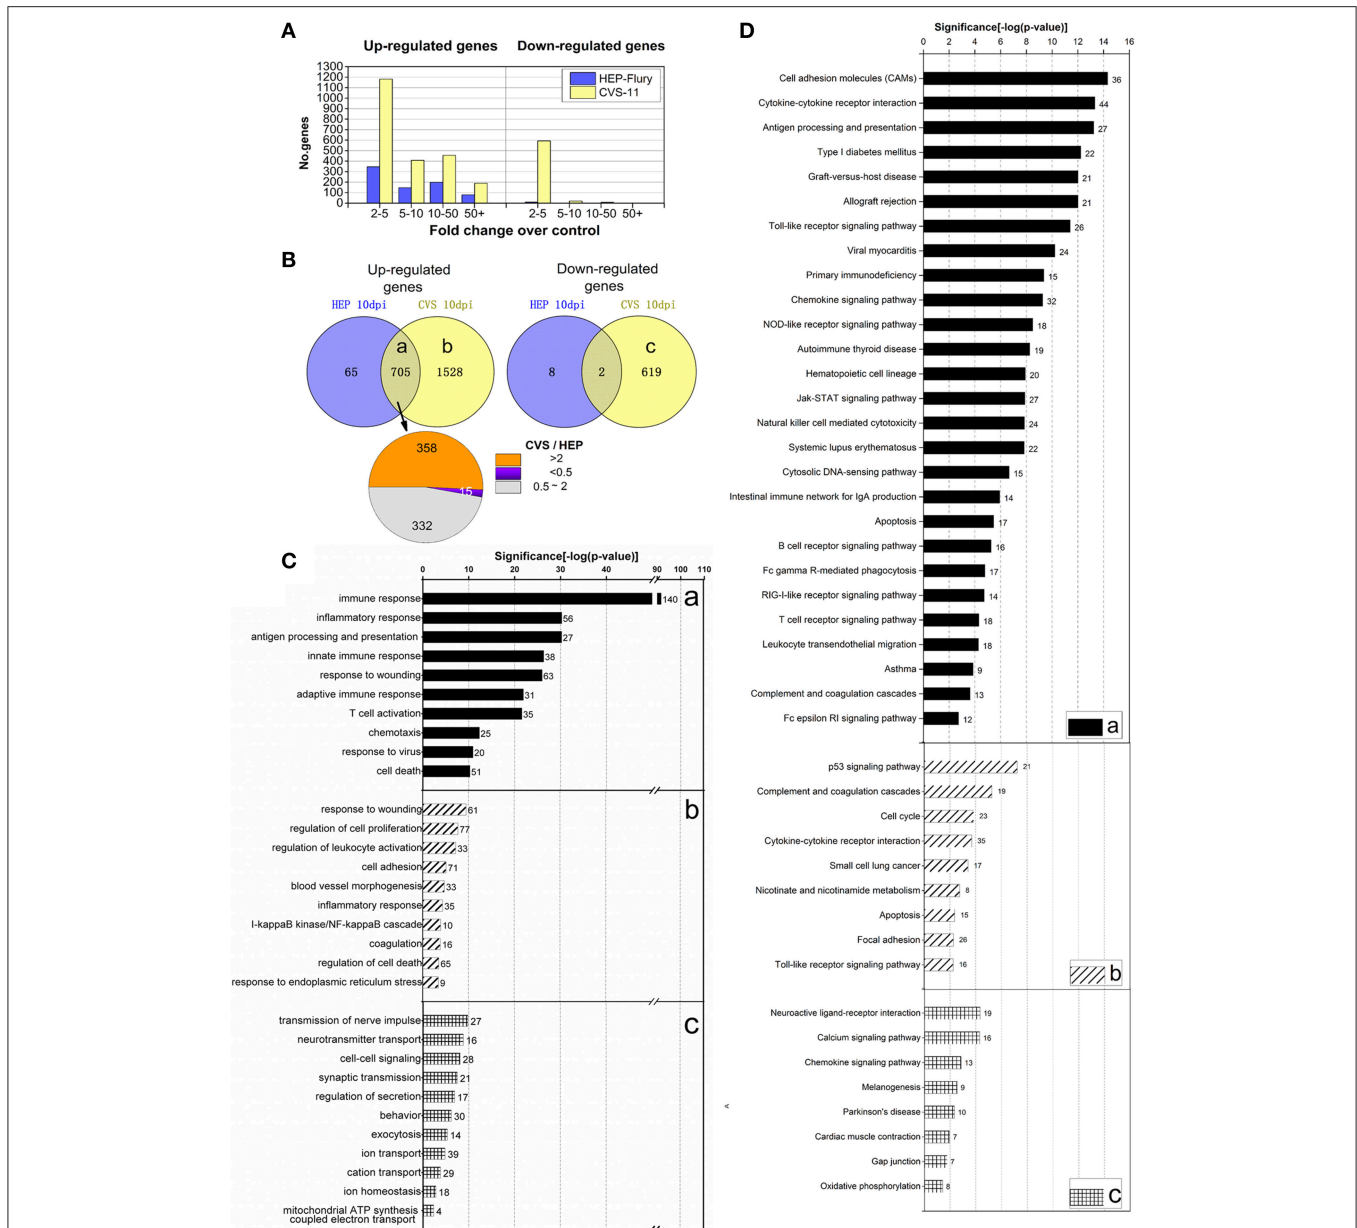 A
Up-regulated genes
Down-regulated genes
1300
1200
1100
1000
900
800
700
600
500
400
300
200
100
0
No.genes
HEP-Flury
CVS-11
2-5
5-10
10-50
50+
2-5
5-10
10-50
50+
Fold change over control
B
Up-regulated
genes
Down-regulated
genes
HEP 10dpi
CVS 10dpi
HEP 10dpi
CVS 10dpi
a
b
c
65
705
1528
8
2
619
358
15
332
CVS / HEP
>2
<0.5
0.5 ~ 2
C
Significance[-log(p-value)]
0 10 20 30 40 90 100 110
immune response 140
inflammatory response 56
antigen processing and presentation 27
innate immune response 38
response to wounding 63
adaptive immune response 31
T cell activation 35
chemotaxis 25
response to virus 20
cell death 51
a
response to wounding 61
regulation of cell proliferation 77
regulation of leukocyte activation 33
cell adhesion 71
blood vessel morphogenesis 33
inflammatory response 35
I-kappaB kinase/NF-kappaB cascade 10
coagulation 16
regulation of cell death 65
response to endoplasmic reticulum stress 9
b
transmission of nerve impulse 27
neurotransmitter transport 16
cell-cell signaling 28
synaptic transmission 21
regulation of secretion 17
behavior 30
exocytosis 14
ion transport 39
cation transport 29
ion homeostasis 18
mitochondrial ATP synthesis 4
coupled electron transport
c
D
Significance[-log(p-value)]
0 2 4 6 8 10 12 14 16
Cell adhesion molecules (CAMs) 36
Cytokine-cytokine receptor interaction 44
Antigen processing and presentation 27
Type I diabetes mellitus 22
Graft-versus-host disease 21
Allograft rejection 21
Toll-like receptor signaling pathway 26
Viral myocarditis 24
Primary immunodeficiency 15
Chemokine signaling pathway 32
NOD-like receptor signaling pathway 18
Autoimmune thyroid disease 19
Hematopoietic cell lineage 20
Jak-STAT signaling pathway 27
Natural killer cell mediated cytotoxicity 24
Systemic lupus erythematosus 22
Cytosolic DNA-sensing pathway 15
Intestinal immune network for IgA production 14
Apoptosis 17
B cell receptor signaling pathway 16
Fc gamma R-mediated phagocytosis 17
RIG-I-like receptor signaling pathway 14
T cell receptor signaling pathway 18
Leukocyte transendothelial migration 18
Asthma 9
Complement and coagulation cascades 13
Fc epsilon RI signaling pathway 12
a
p53 signaling pathway 21
Complement and coagulation cascades 19
Cell cycle 23
Cytokine-cytokine receptor interaction 35
Small cell lung cancer 17
Nicotinate and nicotinamide metabolism 8
Apoptosis 15
Focal adhesion 26
Toll-like receptor signaling pathway 16
b
Neuroactive ligand-receptor interaction 19
Calcium signaling pathway 16
Chemokine signaling pathway 13
Melanogenesis 9
Parkinson's disease 10
Cardiac muscle contraction 7
Gap junction 7
Oxidative phosphorylation 8
c
A